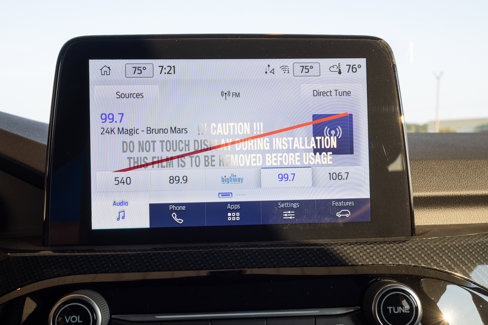 75° 7:21 75° 76°
Sources FM Direct Tune
99.7
24K Magic - Bruno Mars
!!! CAUTION !!!
DO NOT TOUCH DISPLAY DURING INSTALLATION
THIS FILM IS TO BE REMOVED BEFORE USAGE
540 89.9 the highway 99.7 106.7
Audio Phone Apps Settings Features
VOL TUNE